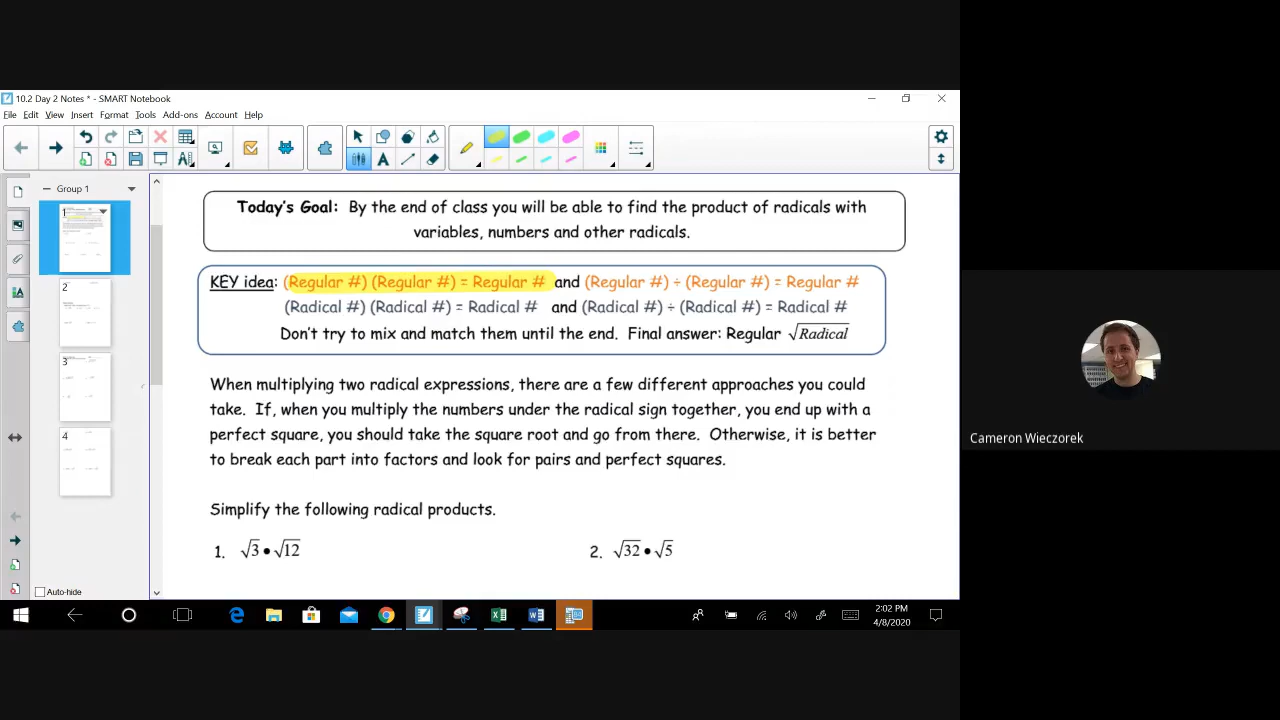 10.2 Day 2 Notes * - SMART Notebook
File Edit View Insert Format Tools Add-ons Account Help
Group 1
1
2
3
4
Auto-hide
Today's Goal: By the end of class you will be able to find the product of radicals with
variables, numbers and other radicals.
KEY idea: (Regular #) (Regular #) = Regular # and (Regular #) ÷ (Regular #) = Regular #
(Radical #) (Radical #) = Radical # and (Radical #) ÷ (Radical #) = Radical #
Don't try to mix and match them until the end. Final answer: Regular √Radical
When multiplying two radical expressions, there are a few different approaches you could
take. If, when you multiply the numbers under the radical sign together, you end up with a
perfect square, you should take the square root and go from there. Otherwise, it is better
to break each part into factors and look for pairs and perfect squares.
Simplify the following radical products.
1. √3 • √12 2. √32 • √5
2:02 PM
4/8/2020
Cameron Wieczorek